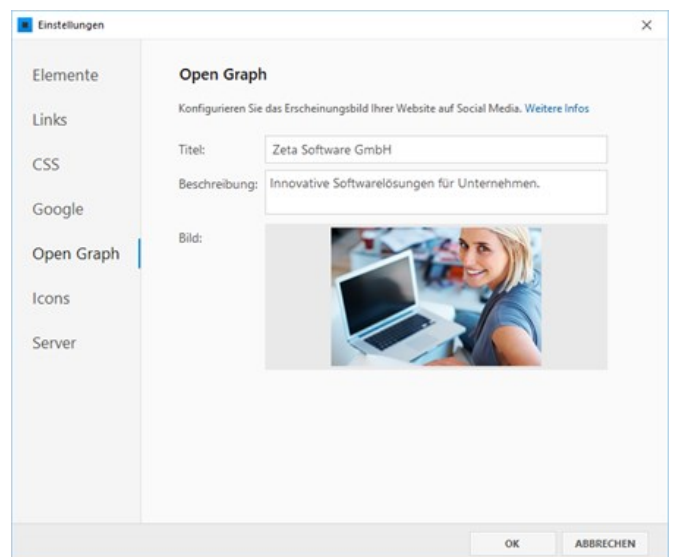 Einstellungen
Elemente
Links
CSS
Google
Open Graph
Icons
Server
Open Graph
Konfigurieren Sie das Erscheinungsbild Ihrer Website auf Social Media. Weitere Infos
Titel: Zeta Software GmbH
Beschreibung: Innovative Softwarelösungen für Unternehmen.
Bild:
OK ABBRECHEN